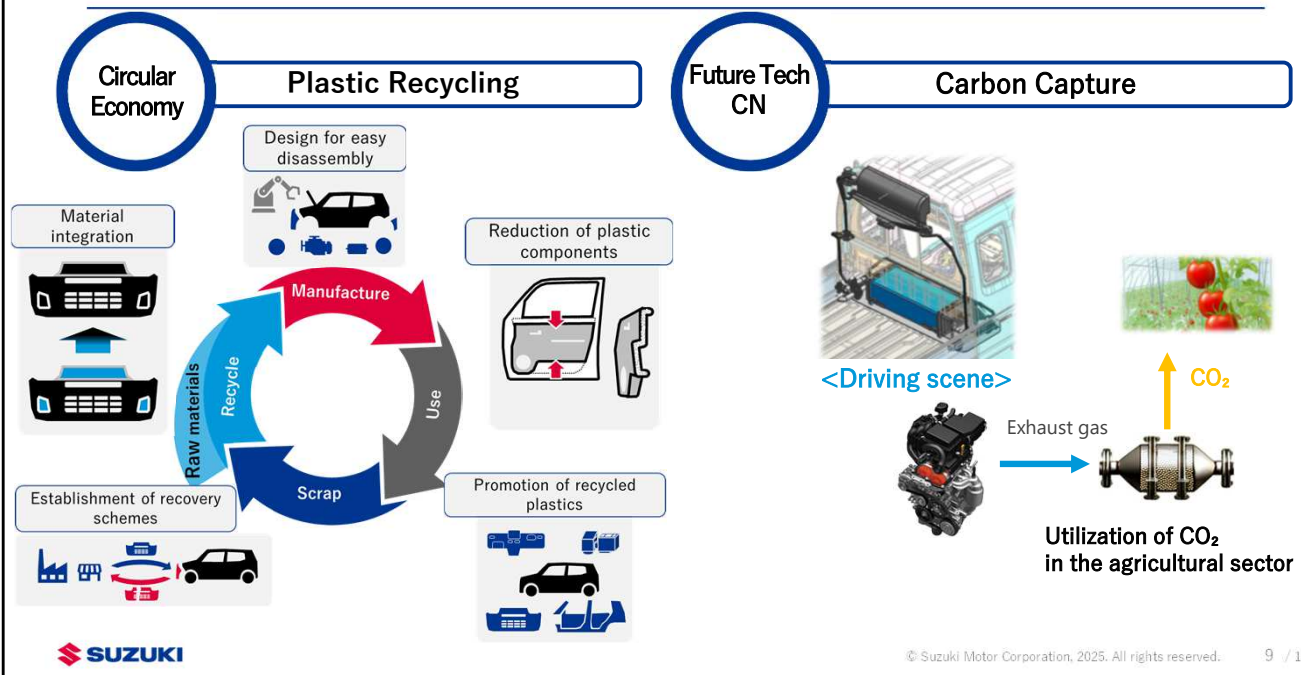 Circular
Economy
Plastic Recycling
Design for easy
disassembly
Material
integration
Reduction of plastic
components
Manufacture
Use
Scrap
Recycle
Raw materials
Establishment of recovery
schemes
Promotion of recycled
plastics
Future Tech
CN
Carbon Capture
<Driving scene>
Exhaust gas
CO₂
Utilization of CO₂
in the agricultural sector
SUZUKI
© Suzuki Motor Corporation, 2025. All rights reserved.
9 / 1